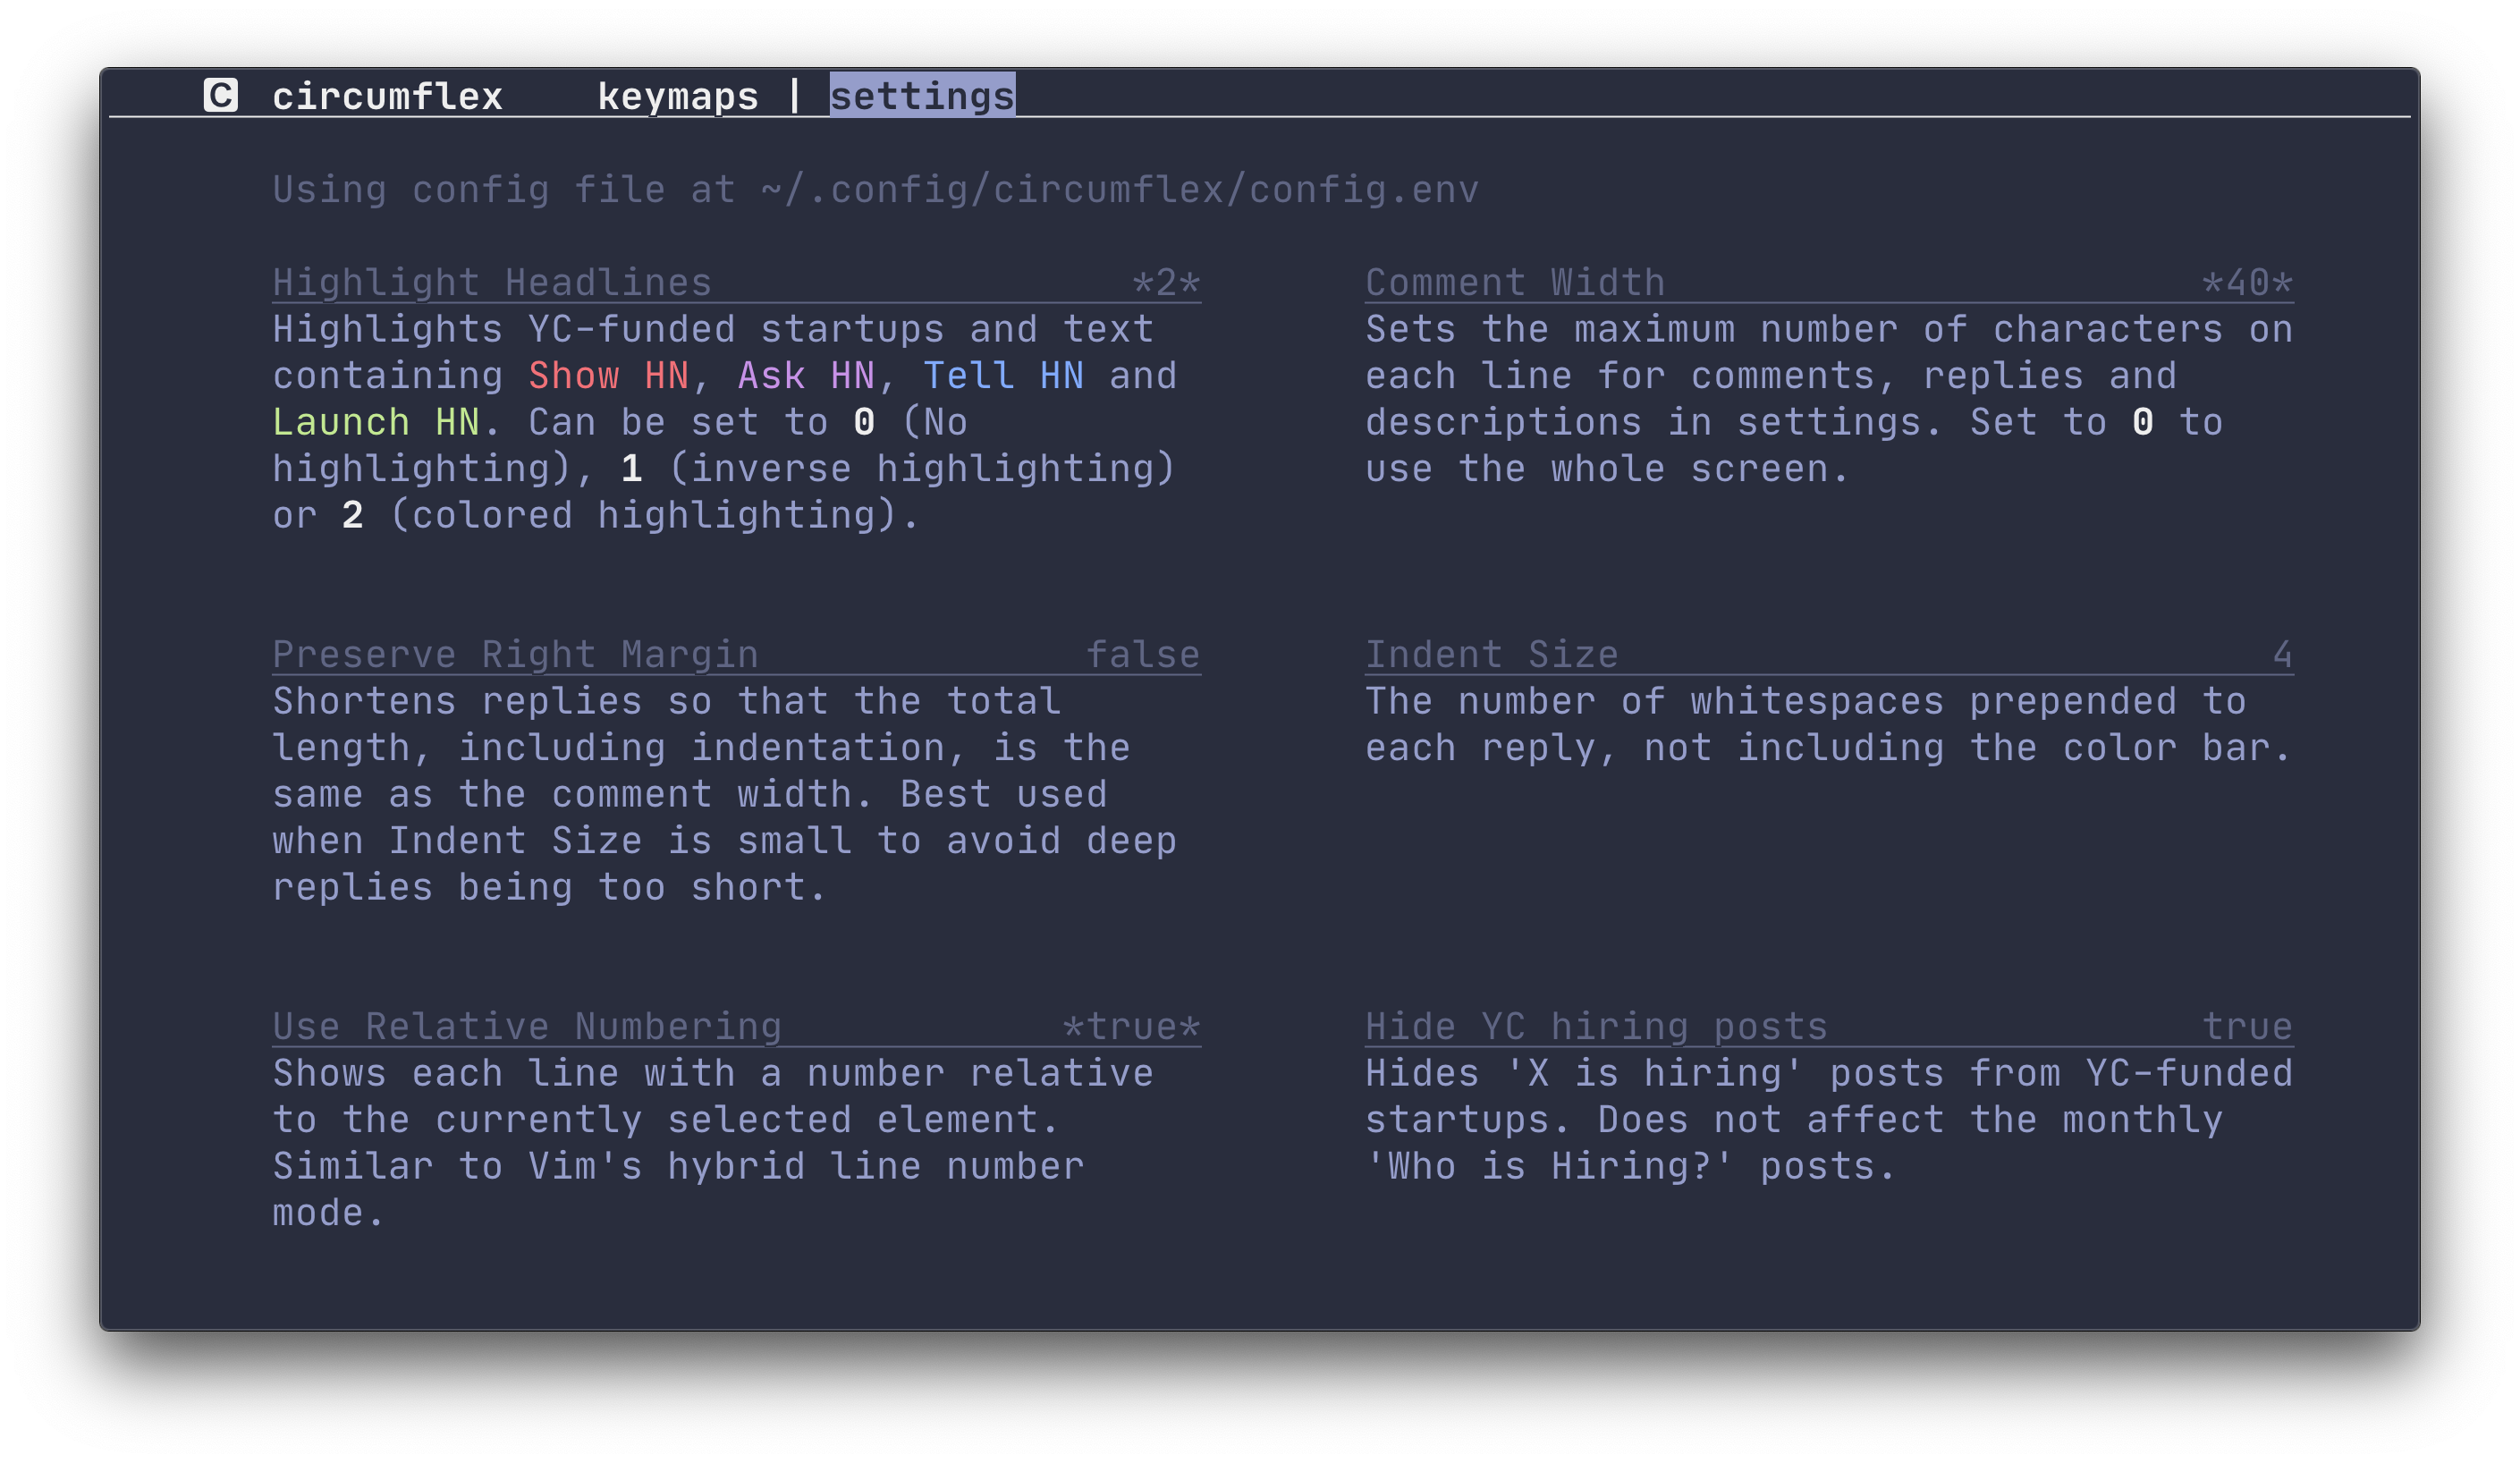 C circumflex keymaps | settings
Using config file at ~/.config/circumflex/config.env
Highlight Headlines *2*
Highlights YC-funded startups and text
containing Show HN, Ask HN, Tell HN and
Launch HN. Can be set to 0 (No
highlighting), 1 (inverse highlighting)
or 2 (colored highlighting).
Comment Width *40*
Sets the maximum number of characters on
each line for comments, replies and
descriptions in settings. Set to 0 to
use the whole screen.
Preserve Right Margin false
Shortens replies so that the total
length, including indentation, is the
same as the comment width. Best used
when Indent Size is small to avoid deep
replies being too short.
Indent Size 4
The number of whitespaces prepended to
each reply, not including the color bar.
Use Relative Numbering *true*
Shows each line with a number relative
to the currently selected element.
Similar to Vim's hybrid line number
mode.
Hide YC hiring posts true
Hides 'X is hiring' posts from YC-funded
startups. Does not affect the monthly
'Who is Hiring?' posts.